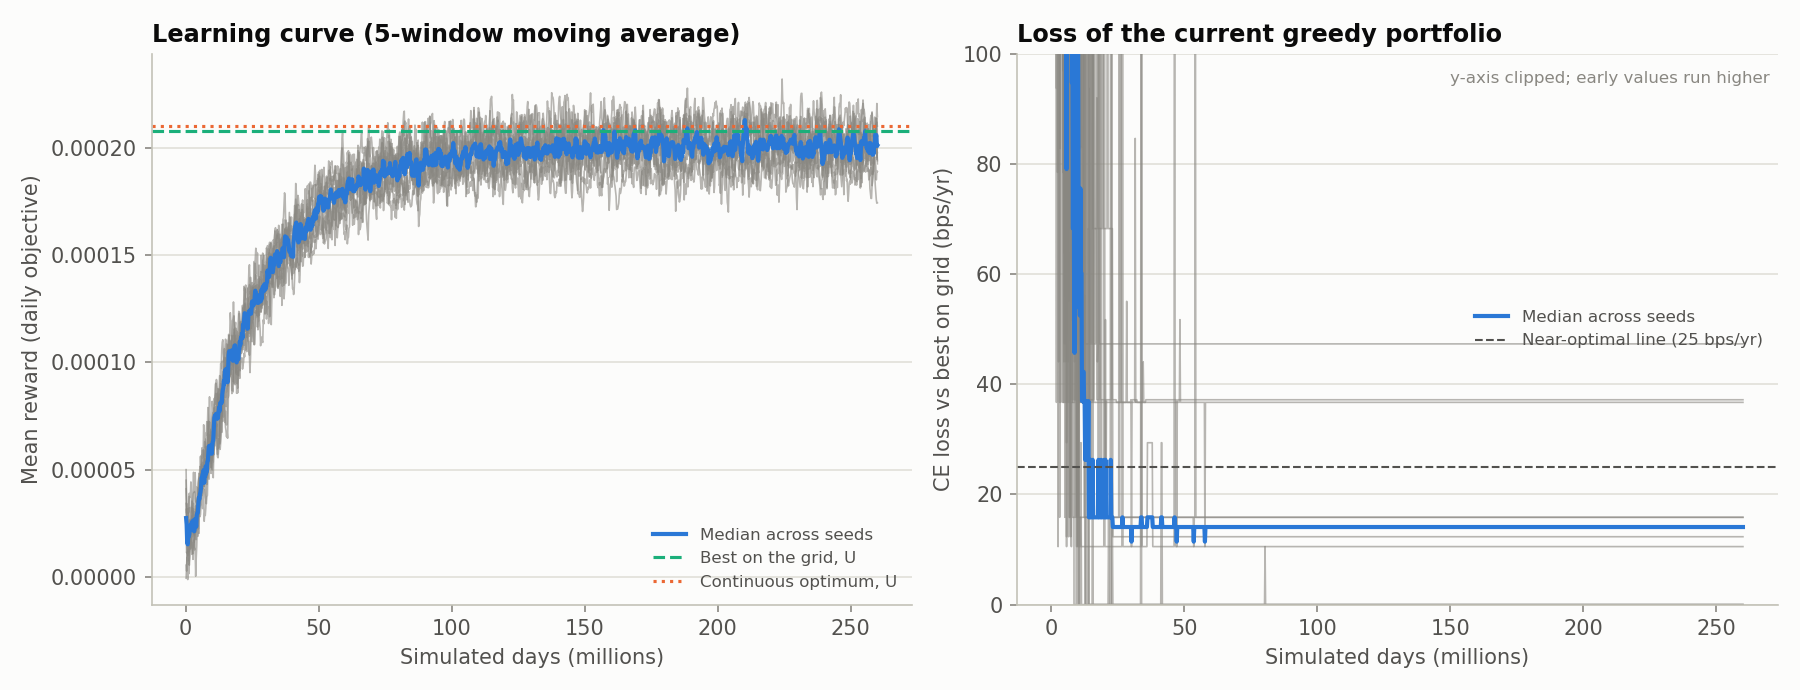 Learning curve (5-window moving average)
Mean reward (daily objective)
0.00020
0.00015
0.00010
0.00005
0.00000
Median across seeds
Best on the grid, U
Continuous optimum, U
0
50
100
150
200
250
Simulated days (millions)
Loss of the current greedy portfolio
CE loss vs best on grid (bps/yr)
100
80
60
40
20
0
y-axis clipped; early values run higher
Median across seeds
Near-optimal line (25 bps/yr)
0
50
100
150
200
250
Simulated days (millions)